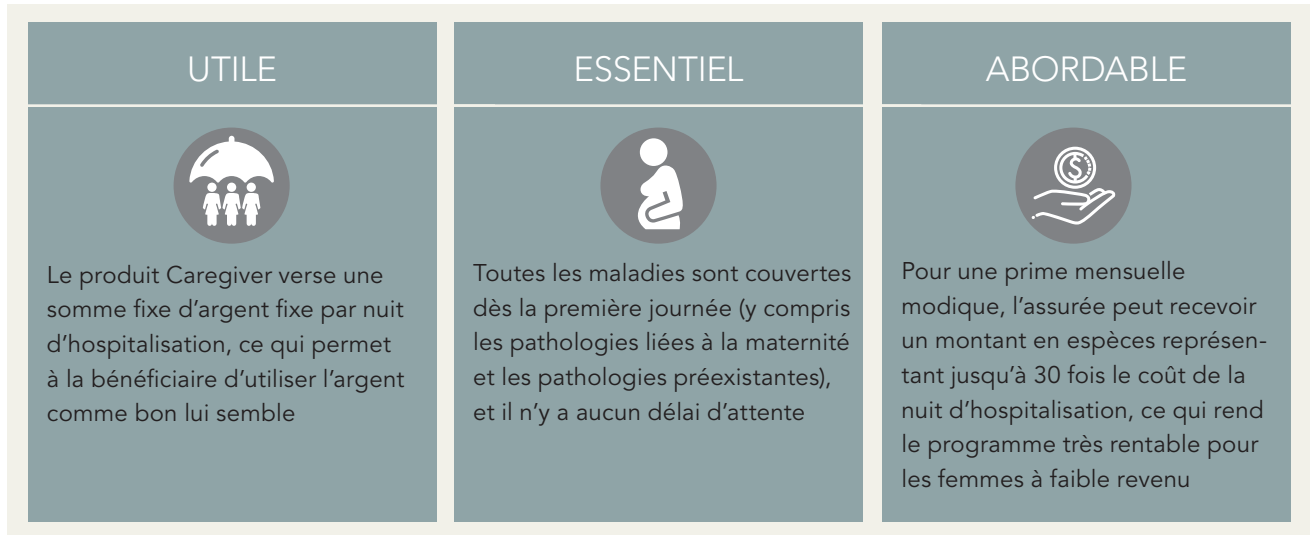 UTILE
Le produit Caregiver verse une
somme fixe d’argent fixe par nuit
d’hospitalisation, ce qui permet
à la bénéficiaire d’utiliser l’argent
comme bon lui semble
ESSENTIEL
Toutes les maladies sont couvertes
dès la première journée (y compris
les pathologies liées à la maternité
et les pathologies préexistantes),
et il n’y a aucun délai d’attente
ABORDABLE
$
Pour une prime mensuelle
modique, l’assurée peut recevoir
un montant en espèces représen-
tant jusqu’à 30 fois le coût de la
nuit d’hospitalisation, ce qui rend
le programme très rentable pour
les femmes à faible revenu